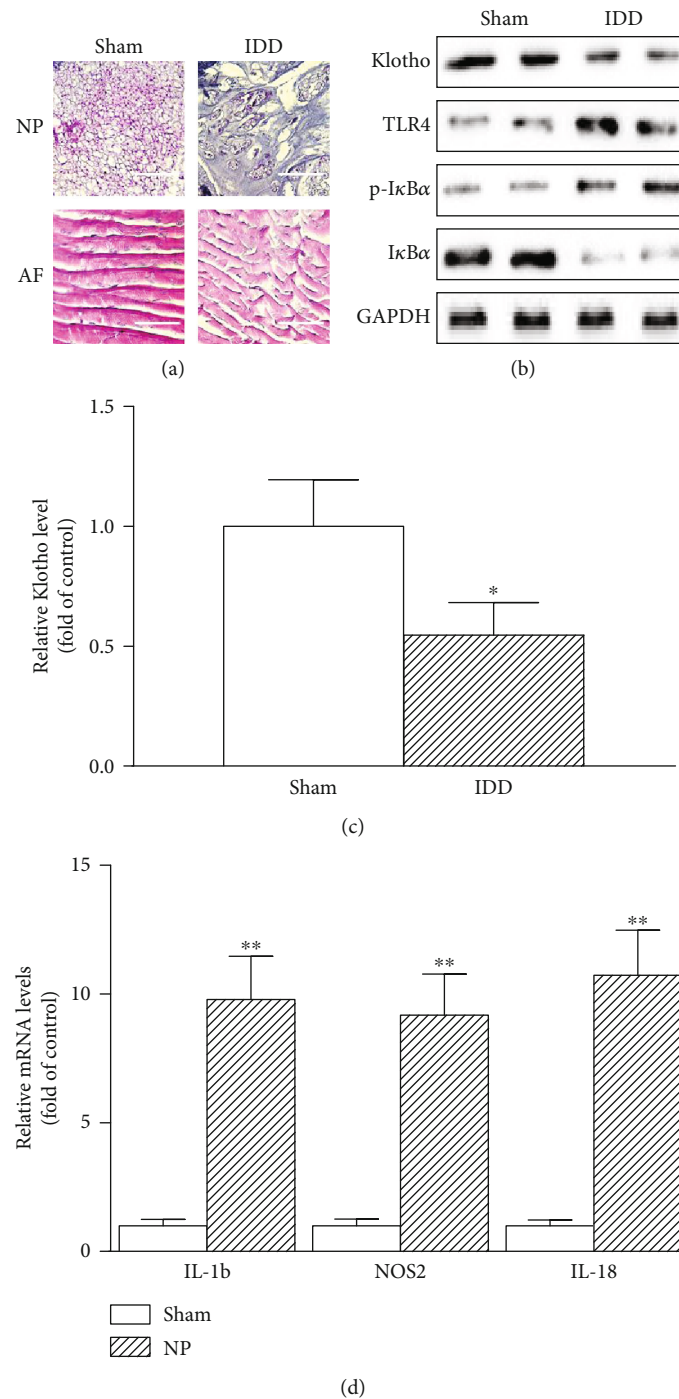 Sham IDD
NP
AF
(a)
Sham IDD
Klotho
TLR4
p-IκBα
IκBα
GAPDH
(b)
Relative Klotho level
(fold of control)
1.5
1.0
0.5
0.0
*
Sham IDD
(c)
Relative mRNA levels
(fold of control)
15
10
5
0
** ** **
IL-1b NOS2 IL-18
Sham
NP
(d)